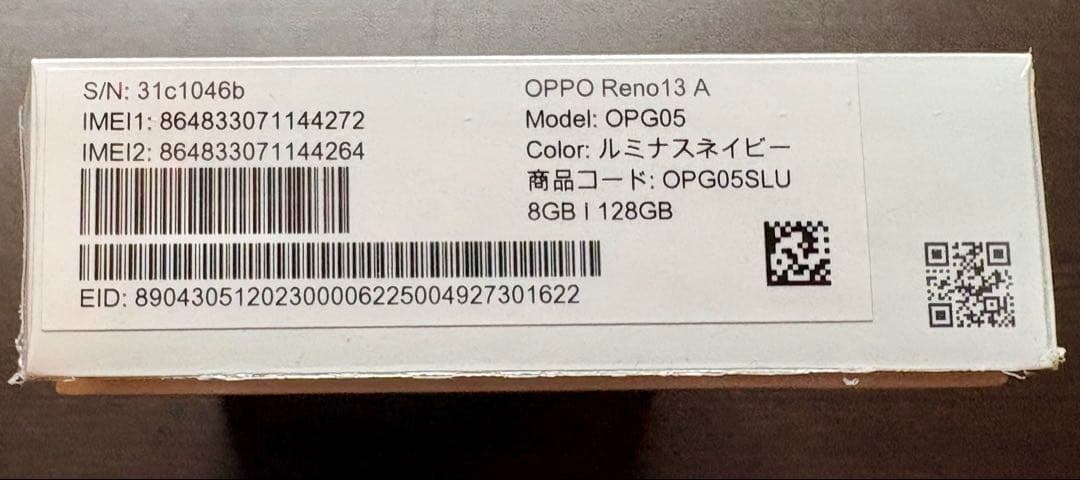 S/N: 31c1046b
IMEI1: 864833071144272
IMEI2: 864833071144264
EID: 89043051202300006225004927301622
OPPO Reno13 A
Model: OPG05
Color: ルミナスネイビー
商品コード: OPG05SLU
8GB | 128GB